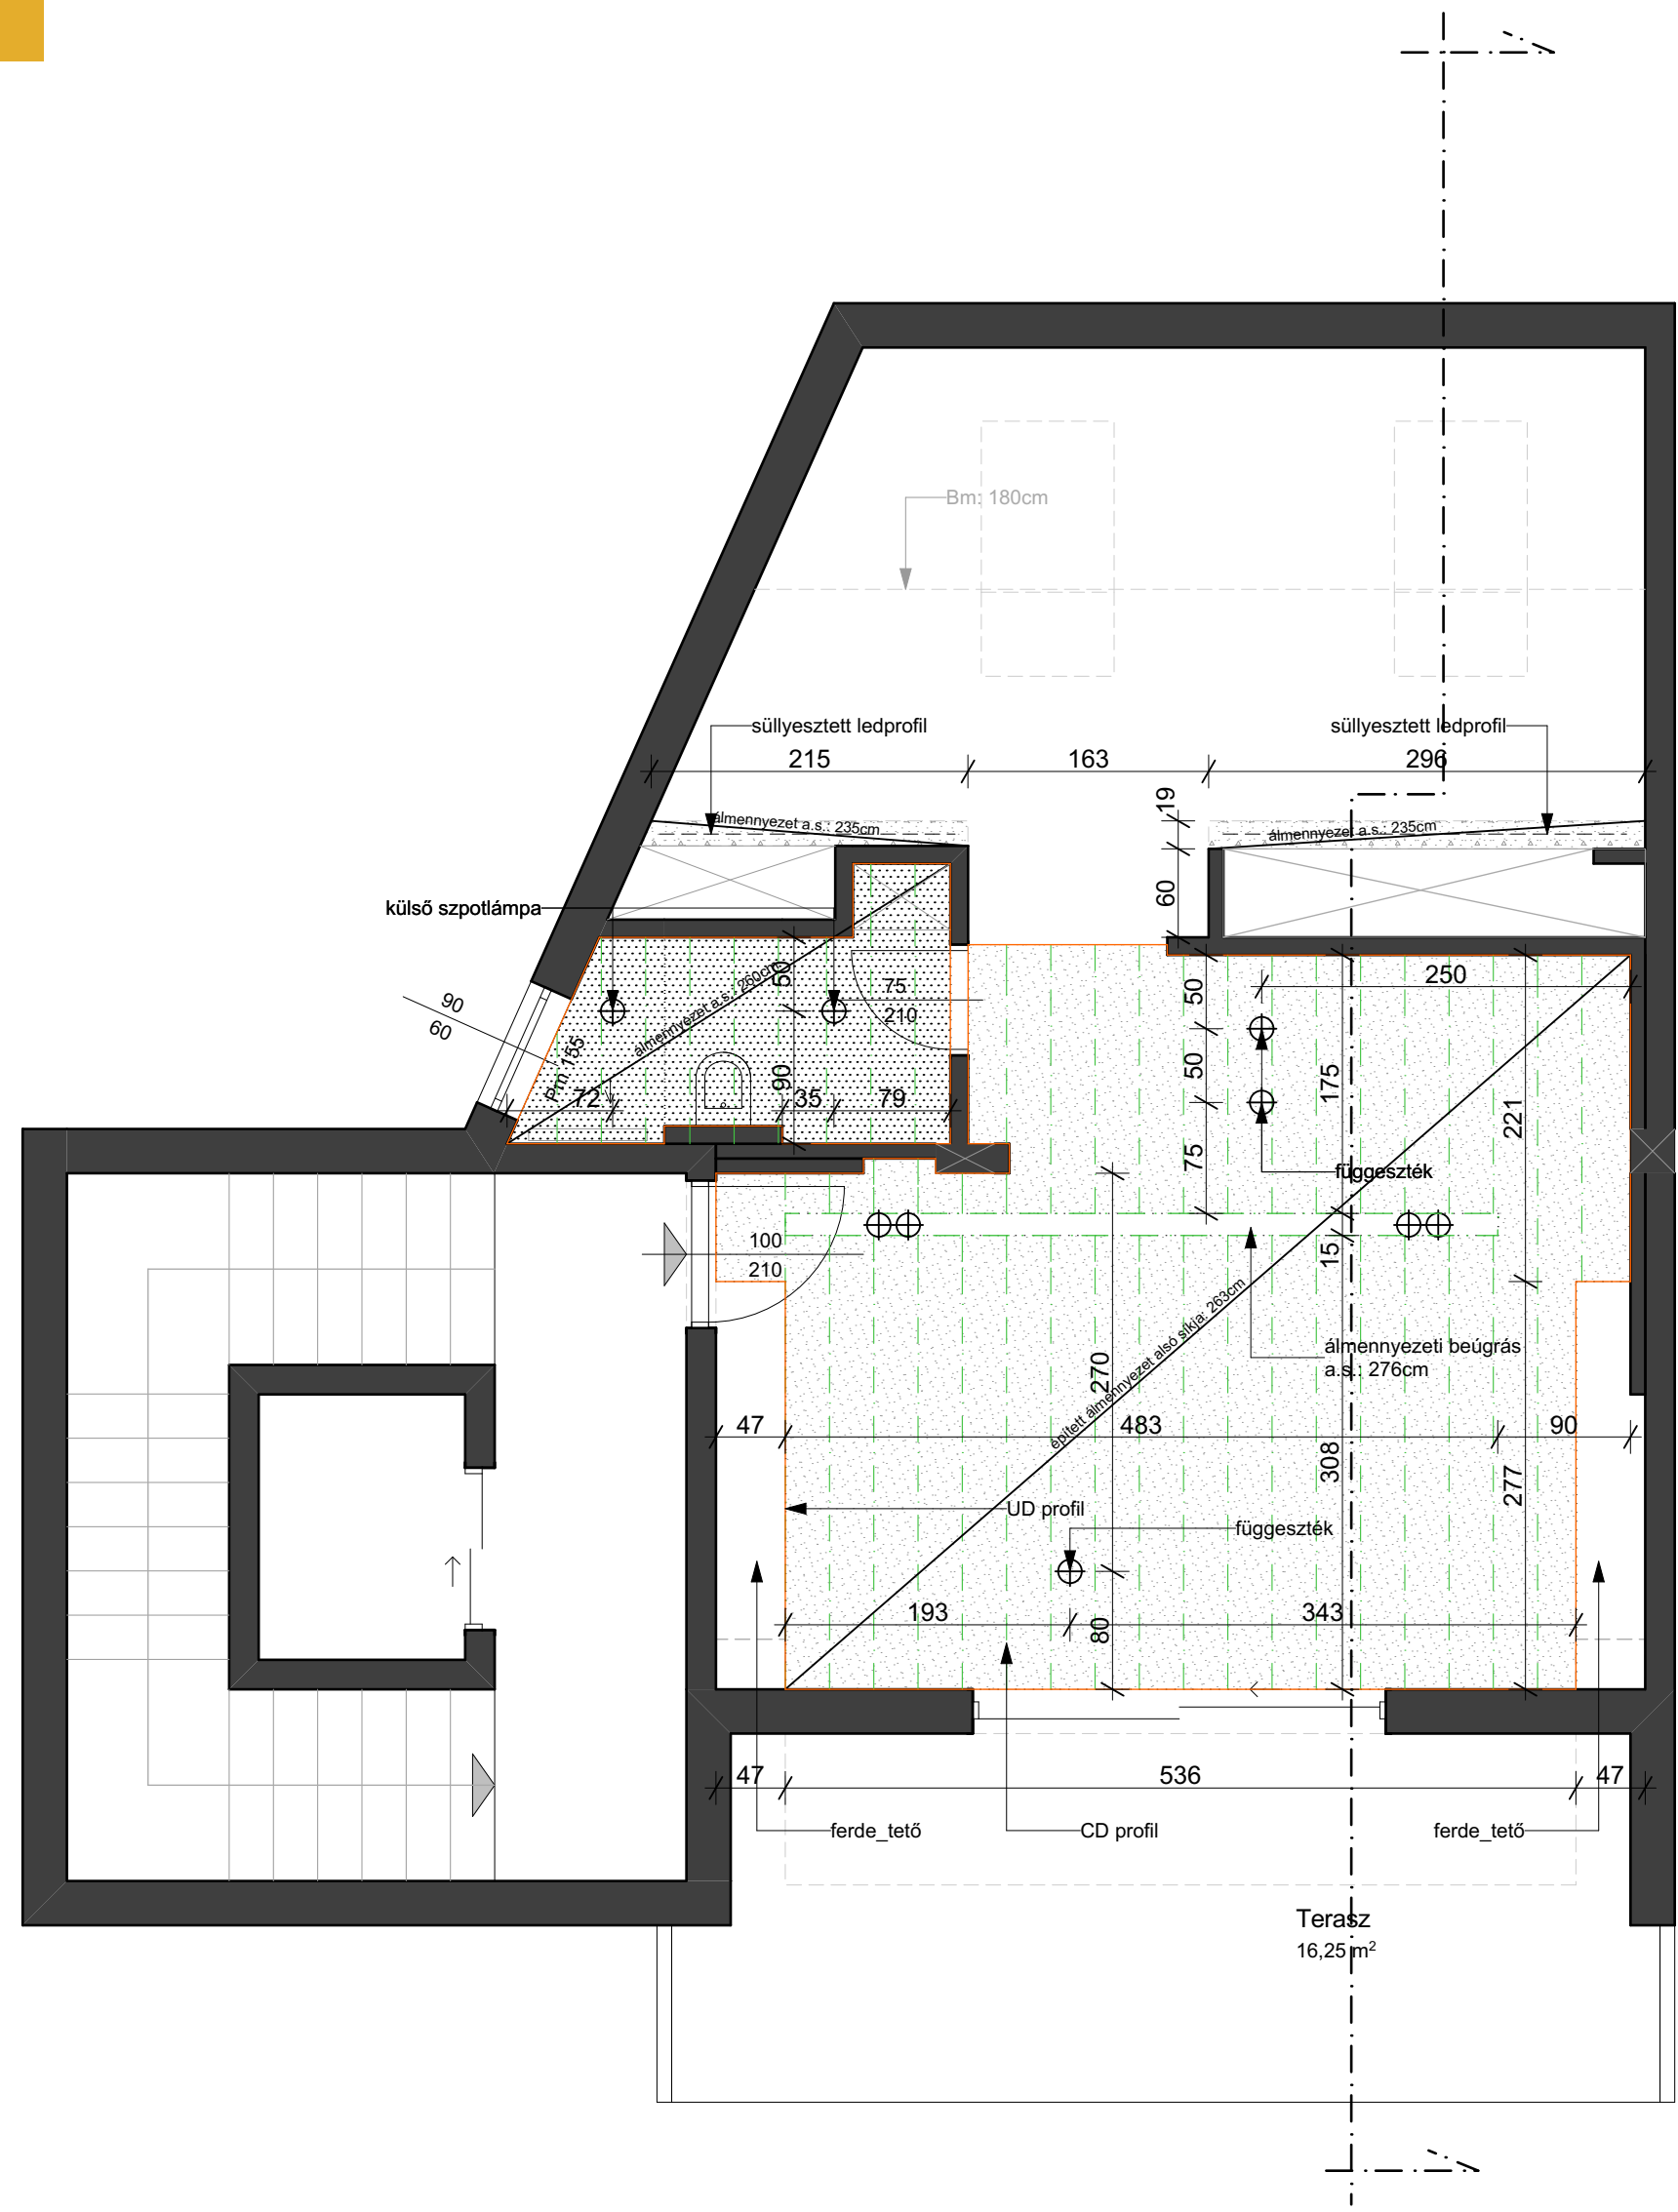 Bm: 180cm
süllyesztett ledprofil
süllyesztett ledprofil
215
163
296
19
álmennyezet a.s.: 235cm
álmennyezet a.s.: 235cm
60
külső szpotlámpa
50
álmennyezet a.s.: 260cm
75
210
50
250
90
60
Pm 155
72
90
35
79
50
175
221
75
függeszték
100
210
15
épített álmennyezet alsó síkja: 263cm
álmennyezeti beúgrás
a.s.: 276cm
270
47
483
90
308
277
UD profil
függeszték
193
343
80
47
536
47
ferde_tető
CD profil
ferde_tető
Terasz
16,25 m²